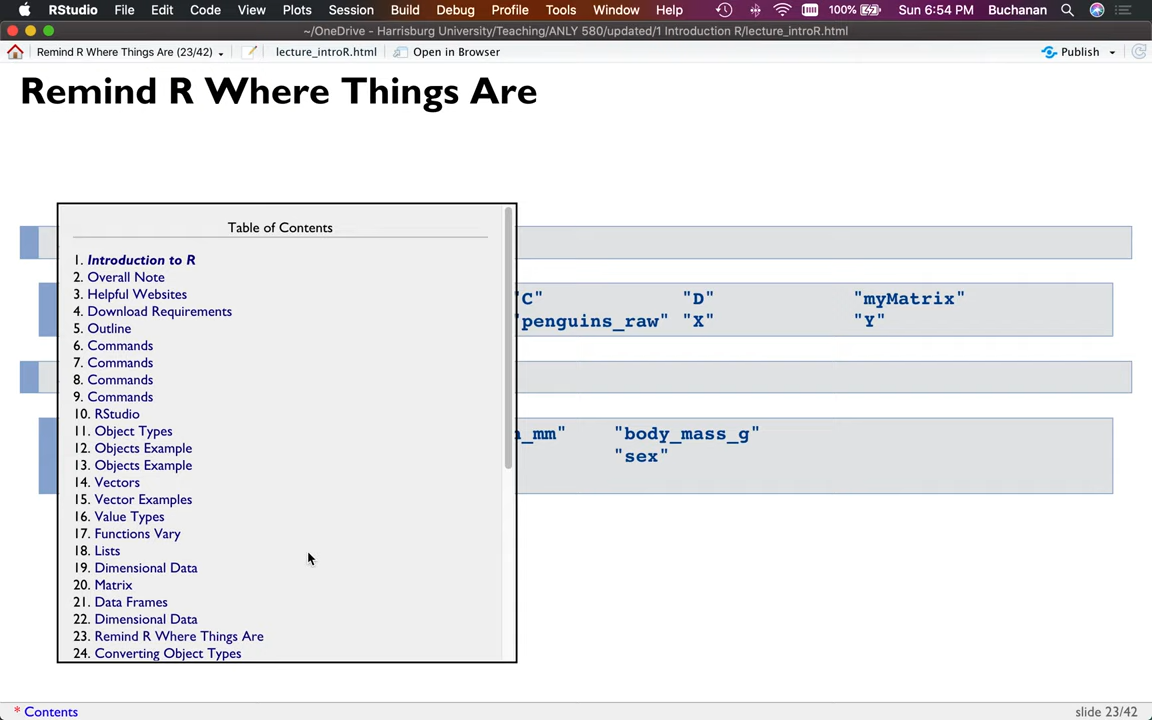 RStudio File Edit Code View Plots Session Build Debug Profile Tools Window Help 100% Sun 6:54 PM Buchanan
~/OneDrive - Harrisburg University/Teaching/ANLY 580/updated/1 Introduction R/lecture_introR.html
Remind R Where Things Are (23/42) lecture_introR.html Open in Browser Publish
Remind R Where Things Are
Table of Contents
1. Introduction to R
2. Overall Note
3. Helpful Websites
4. Download Requirements
5. Outline
6. Commands
7. Commands
8. Commands
9. Commands
10. RStudio
11. Object Types
12. Objects Example
13. Objects Example
14. Vectors
15. Vector Examples
16. Value Types
17. Functions Vary
18. Lists
19. Dimensional Data
20. Matrix
21. Data Frames
22. Dimensional Data
23. Remind R Where Things Are
24. Converting Object Types
"C" "D" "myMatrix"
"penguins_raw" "X" "Y"
_mm" "body_mass_g"
"sex"
* Contents slide 23/42